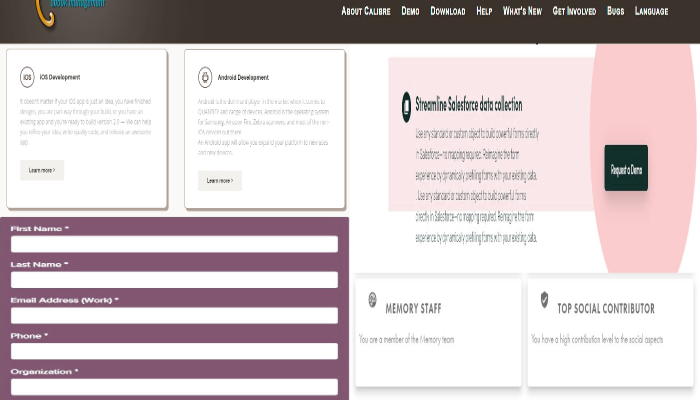 ebook management
About Calibre Demo Download Help What's New Get Involved Bugs Language
iOS iOS Development
It doesn't matter if your iOS app is just an idea, you have finished
designs, you are part way through your build, or you have an
existing app and you're ready to build version 2.0 — We can help
you refine your idea, write quality code, and release an awesome
app.
Learn more >
Android Development
Android is the dominant player in the market when it comes to
QUANTITY and range of devices. Android is the operating system
for Samsung, Amazon Fire, Zebra scanners, and most of the non-
iOS devices out there.
An Android app will allow you expand your platform to new uses
and new devices.
Learn more >
Streamline Salesforce data collection
Use any standard or custom object to build powerful forms directly
in Salesforce—no mapping required. Reimagine the form
experience by dynamically prefilling forms with your existing data.
. Use any standard or custom object to build powerful forms
directly in Salesforce—no mapping required. Reimagine the form
experience by dynamically prefilling forms with your existing data.
Request a Demo
First Name *
Last Name *
Email Address (Work) *
Phone *
Organization *
MEMORY STAFF
You are a member of the Memory team
TOP SOCIAL CONTRIBUTOR
You have a high contribution level to the social aspects